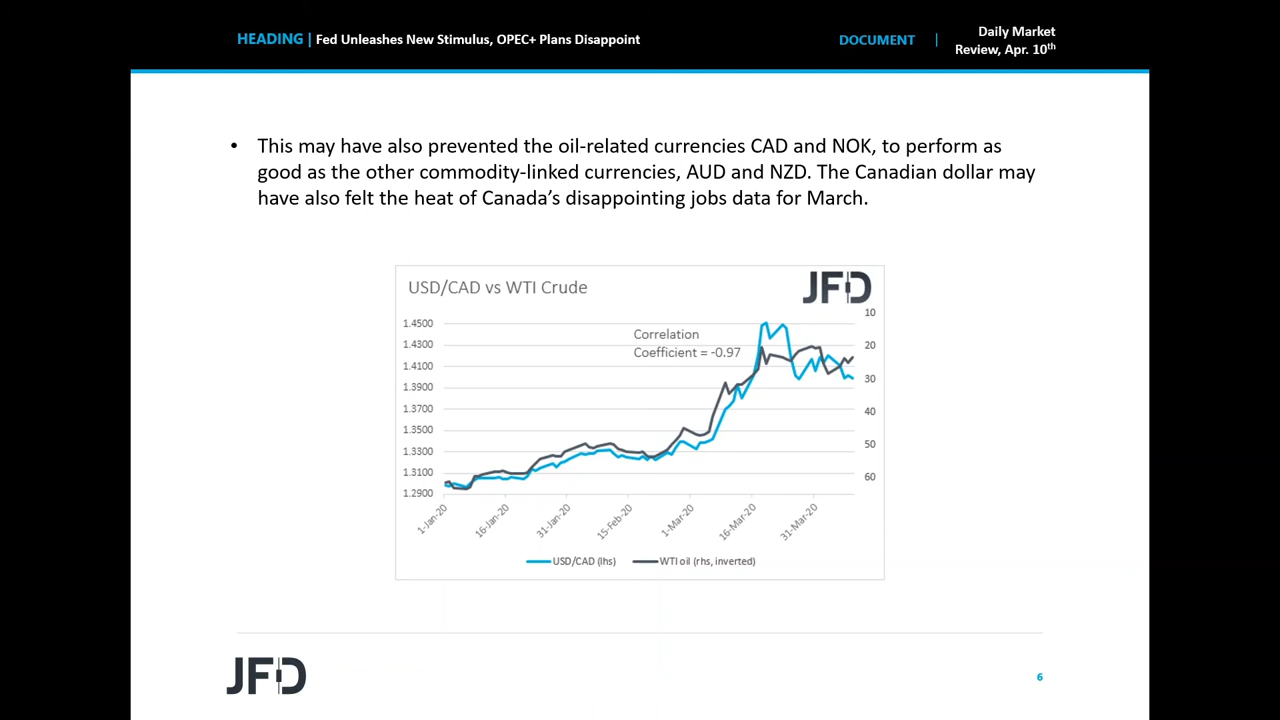 HEADING | Fed Unleashes New Stimulus, OPEC+ Plans Disappoint
DOCUMENT | Daily Market
Review, Apr. 10th
• This may have also prevented the oil-related currencies CAD and NOK, to perform as
good as the other commodity-linked currencies, AUD and NZD. The Canadian dollar may
have also felt the heat of Canada’s disappointing jobs data for March.
USD/CAD vs WTI Crude
JFD
Correlation
Coefficient = -0.97
1.4500
1.4300
1.4100
1.3900
1.3700
1.3500
1.3300
1.3100
1.2900
10
20
30
40
50
60
1-Jan-20
16-Jan-20
31-Jan-20
15-Feb-20
1-Mar-20
16-Mar-20
31-Mar-20
USD/CAD (lhs)
WTI oil (rhs, inverted)
JFD
6